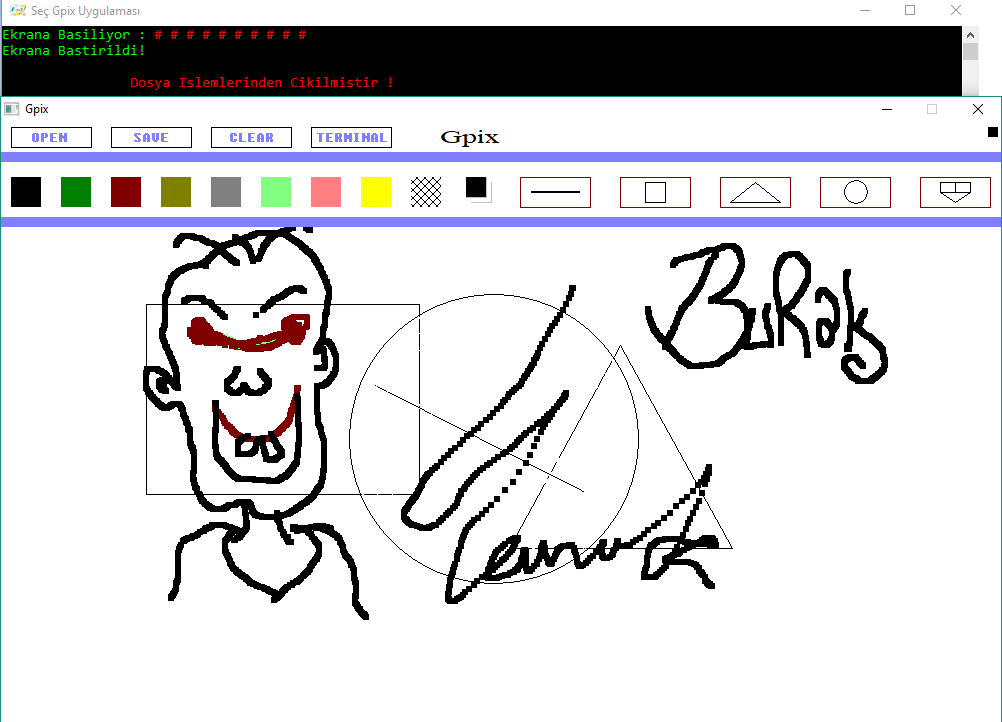 Seç Gpix Uygulaması
Ekrana Basiliyor : # # # # # # # # # #
Ekrana Bastirildi!
Dosya Islemlerinden Cikilmistir !
Gpix
OPEN SAVE CLEAR TERMINAL Gpix
Burak